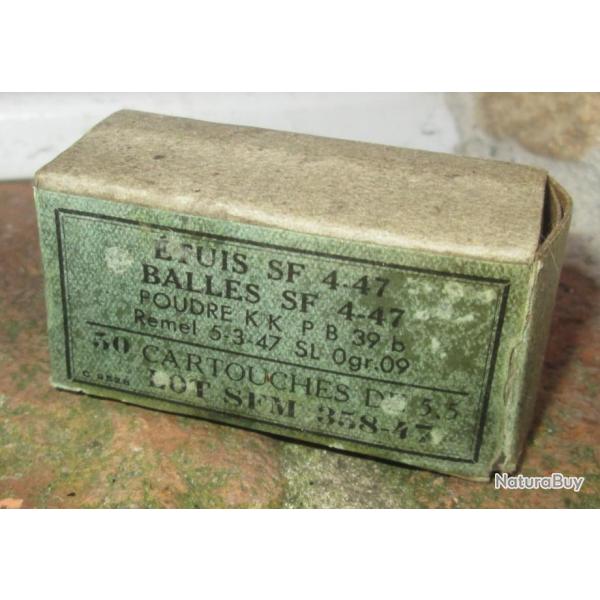 ÉTUIS SF 4-47
BALLES SF 4-47
POUDRE K K P B 39 b
Remel 5-3-47 SL 0gr.09
50 CARTOUCHES DE 5.5
LOT SFM 358-47
NaturaBuy